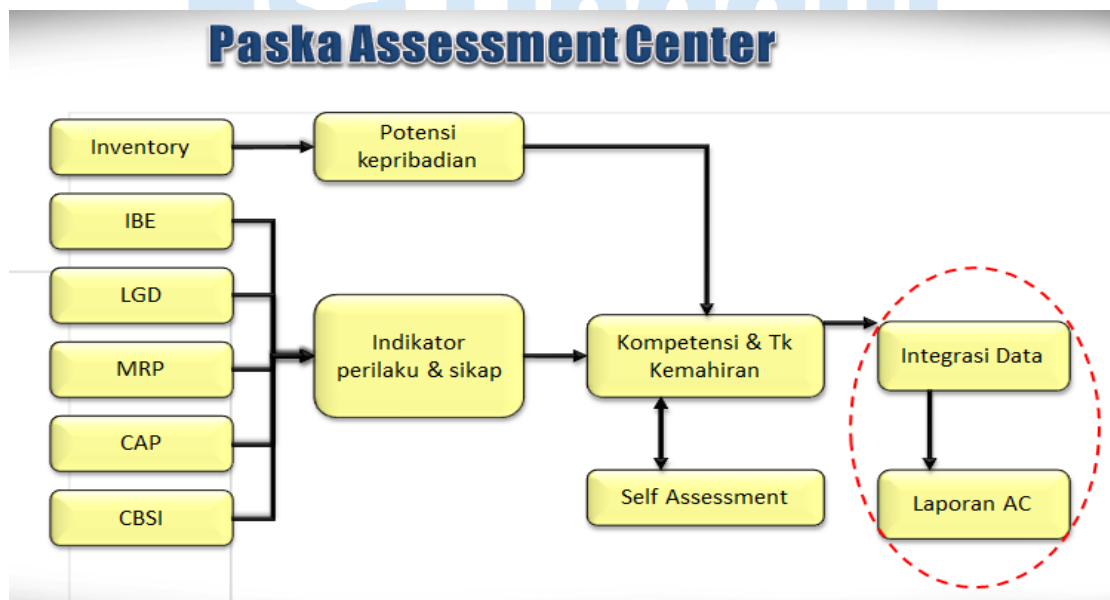 Paska Assessment Center
Inventory
Potensi
kepribadian
IBE
LGD
MRP
CAP
CBSI
Indikator
perilaku & sikap
Kompetensi & Tk
Kemahiran
Self Assessment
Integrasi Data
Laporan AC